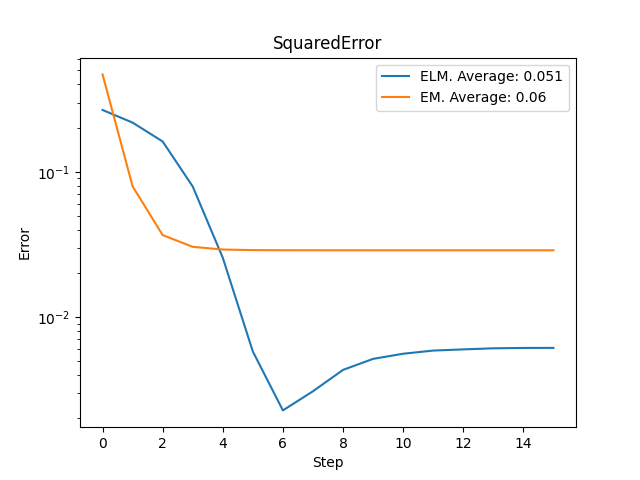 SquaredError
ELM. Average: 0.051
EM. Average: 0.06
Error
10⁻¹
10⁻²
0 2 4 6 8 10 12 14
Step